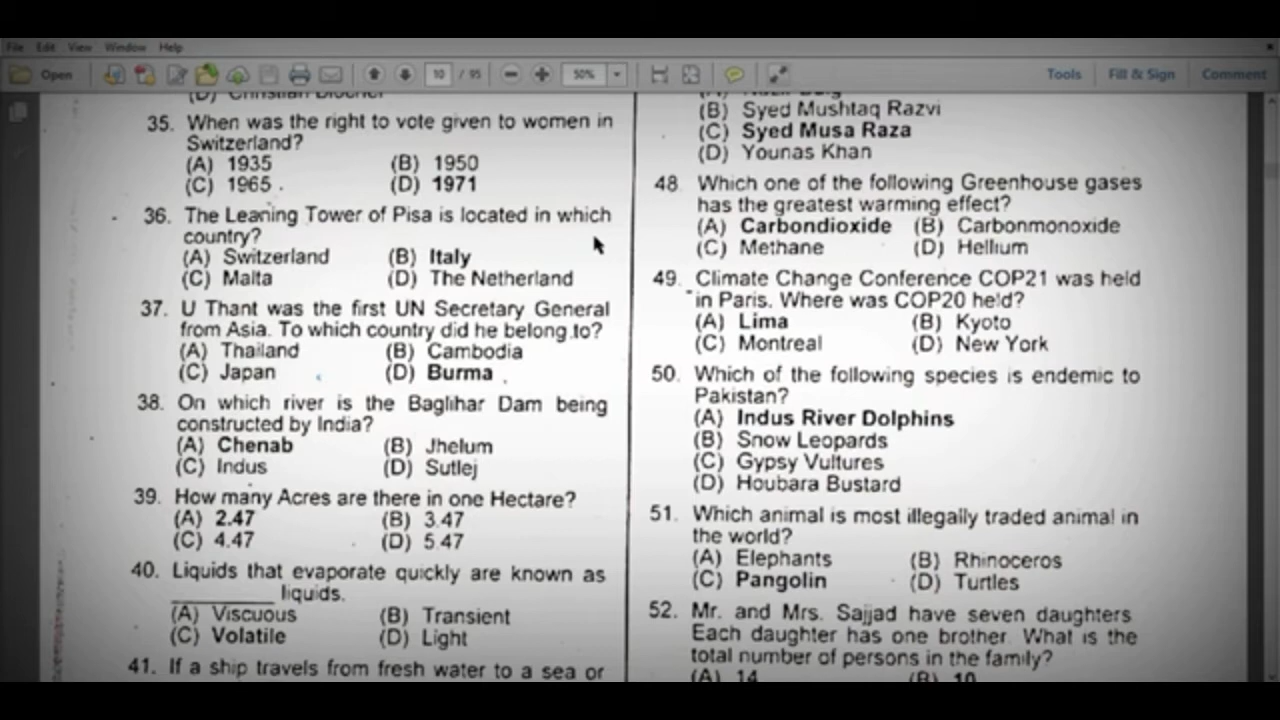 File Edit View Window Help
Open 10 / 95 50% Tools Fill & Sign Comment
35. When was the right to vote given to women in
Switzerland?
(A) 1935 (B) 1950
(C) 1965 (D) 1971
36. The Leaning Tower of Pisa is located in which
country?
(A) Switzerland (B) Italy
(C) Malta (D) The Netherland
37. U Thant was the first UN Secretary General
from Asia. To which country did he belong to?
(A) Thailand (B) Cambodia
(C) Japan (D) Burma
38. On which river is the Baglihar Dam being
constructed by India?
(A) Chenab (B) Jhelum
(C) Indus (D) Sutlej
39. How many Acres are there in one Hectare?
(A) 2.47 (B) 3.47
(C) 4.47 (D) 5.47
40. Liquids that evaporate quickly are known as
________ liquids.
(A) Viscuous (B) Transient
(C) Volatile (D) Light
41. If a ship travels from fresh water to a sea or
(B) Syed Mushtaq Razvi
(C) Syed Musa Raza
(D) Younas Khan
48. Which one of the following Greenhouse gases
has the greatest warming effect?
(A) Carbondioxide (B) Carbonmonoxide
(C) Methane (D) Hellium
49. Climate Change Conference COP21 was held
in Paris. Where was COP20 held?
(A) Lima (B) Kyoto
(C) Montreal (D) New York
50. Which of the following species is endemic to
Pakistan?
(A) Indus River Dolphins
(B) Snow Leopards
(C) Gypsy Vultures
(D) Houbara Bustard
51. Which animal is most illegally traded animal in
the world?
(A) Elephants (B) Rhinoceros
(C) Pangolin (D) Turtles
52. Mr. and Mrs. Sajjad have seven daughters
Each daughter has one brother. What is the
total number of persons in the family?
(A) 14 (B) 10